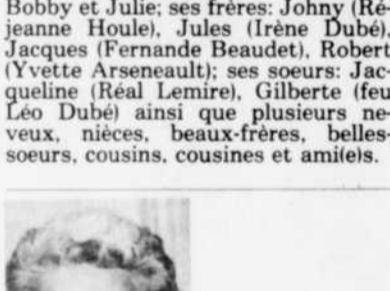 Bobby et Julie; ses frères: Johny (Ré-
jeanne Houle), Jules (Irène Dubé),
Jacques (Fernande Beaudet), Robert
(Yvette Arseneault); ses soeurs: Jac-
queline (Réal Lemire), Gilberte (feu
Léo Dubé) ainsi que plusieurs ne-
veux, nièces, beaux-frères, belles-
soeurs, cousins, cousines et ami(e)s.